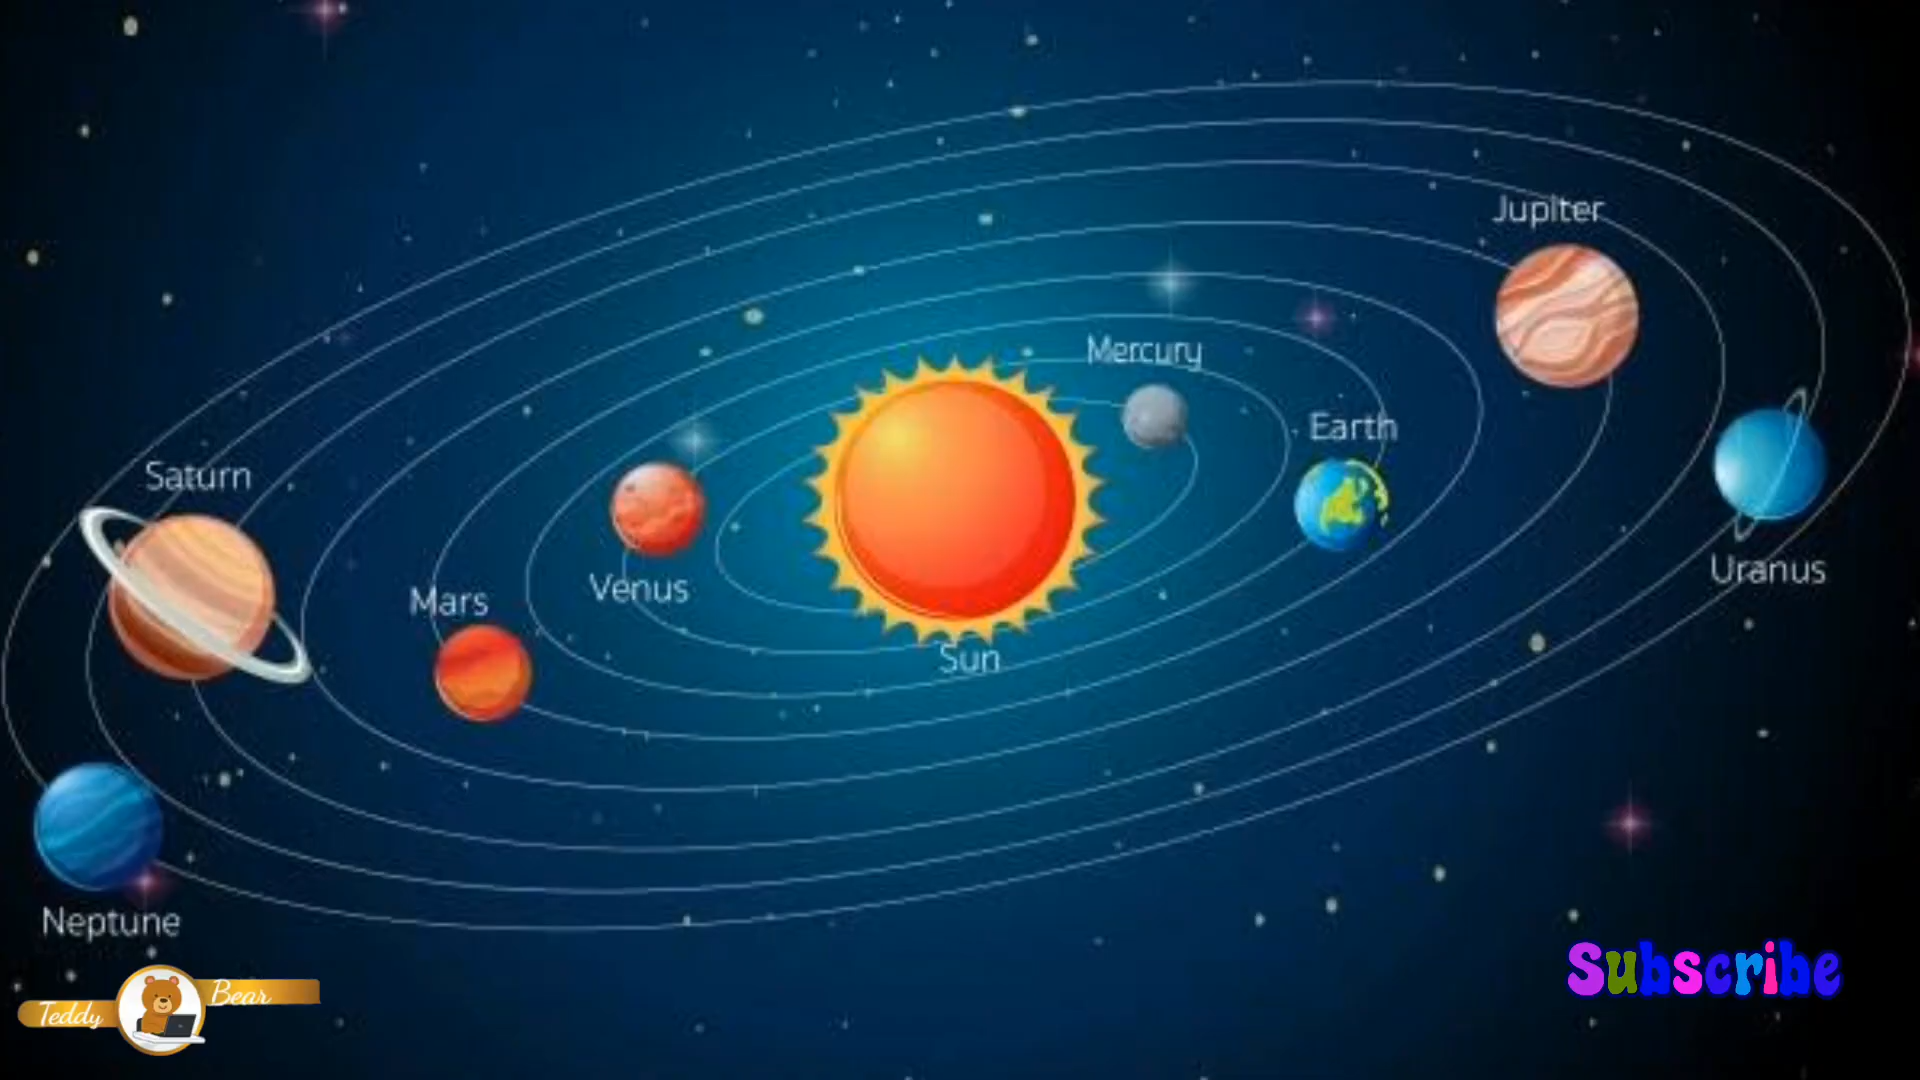 Jupiter
Mercury
Earth
Saturn
Uranus
Venus
Mars
Sun
Neptune
Subscribe
Teddy Bear